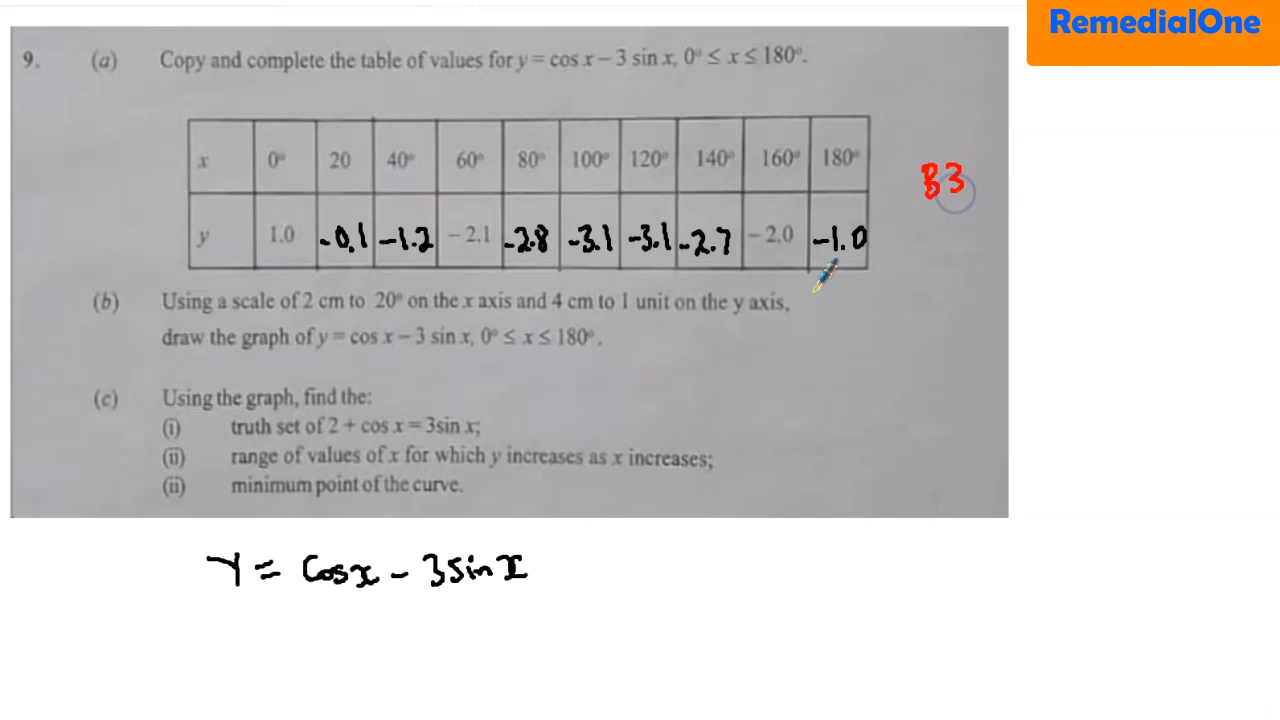 RemedialOne
9. (a) Copy and complete the table of values for y = cos x − 3 sin x, 0° ≤ x ≤ 180°.
x 0° 20 40° 60° 80° 100° 120° 140° 160° 180°
y 1.0 -0.1 -1.2 -2.1 -2.8 -3.1 -3.1 -2.7 -2.0 -1.0
B3
(b) Using a scale of 2 cm to 20° on the x axis and 4 cm to 1 unit on the y axis,
draw the graph of y = cos x − 3 sin x, 0° ≤ x ≤ 180°.
(c) Using the graph, find the:
(i) truth set of 2 + cos x = 3sin x;
(ii) range of values of x for which y increases as x increases;
(ii) minimum point of the curve.
Y = Cosx - 3sinx